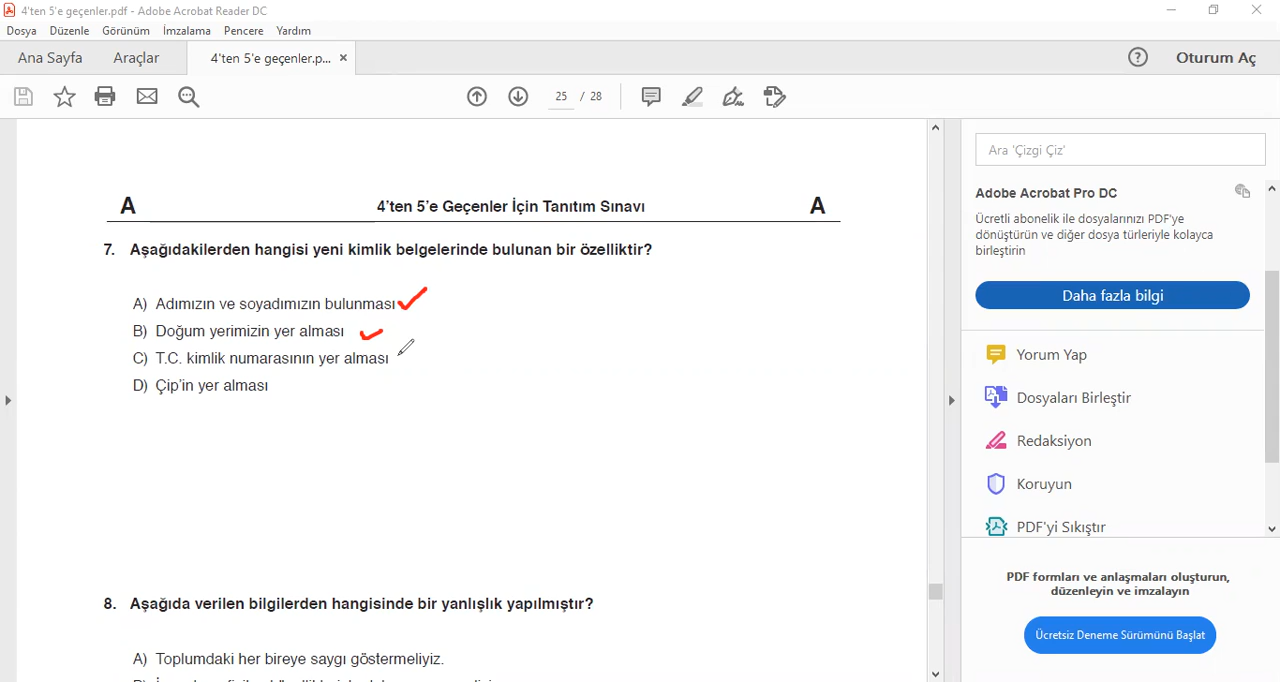 4'ten 5'e geçenler.pdf - Adobe Acrobat Reader DC
Dosya Düzenle Görünüm İmzalama Pencere Yardım
Ana Sayfa Araçlar 4'ten 5'e geçenler.p... × ? Oturum Aç
25 / 28
Ara 'Çizgi Çiz'
Adobe Acrobat Pro DC
Ücretli abonelik ile dosyalarınızı PDF'ye
dönüştürün ve diğer dosya türleriyle kolayca
birleştirin
Daha fazla bilgi
Yorum Yap
Dosyaları Birleştir
Redaksiyon
Koruyun
PDF'yi Sıkıştır
PDF formları ve anlaşmaları oluşturun,
düzenleyin ve imzalayın
Ücretsiz Deneme Sürümünü Başlat
A 4'ten 5'e Geçenler İçin Tanıtım Sınavı A
7. Aşağıdakilerden hangisi yeni kimlik belgelerinde bulunan bir özelliktir?
A) Adımızın ve soyadımızın bulunması
B) Doğum yerimizin yer alması
C) T.C. kimlik numarasının yer alması
D) Çip'in yer alması
8. Aşağıda verilen bilgilerden hangisinde bir yanlışlık yapılmıştır?
A) Toplumdaki her bireye saygı göstermeliyiz.